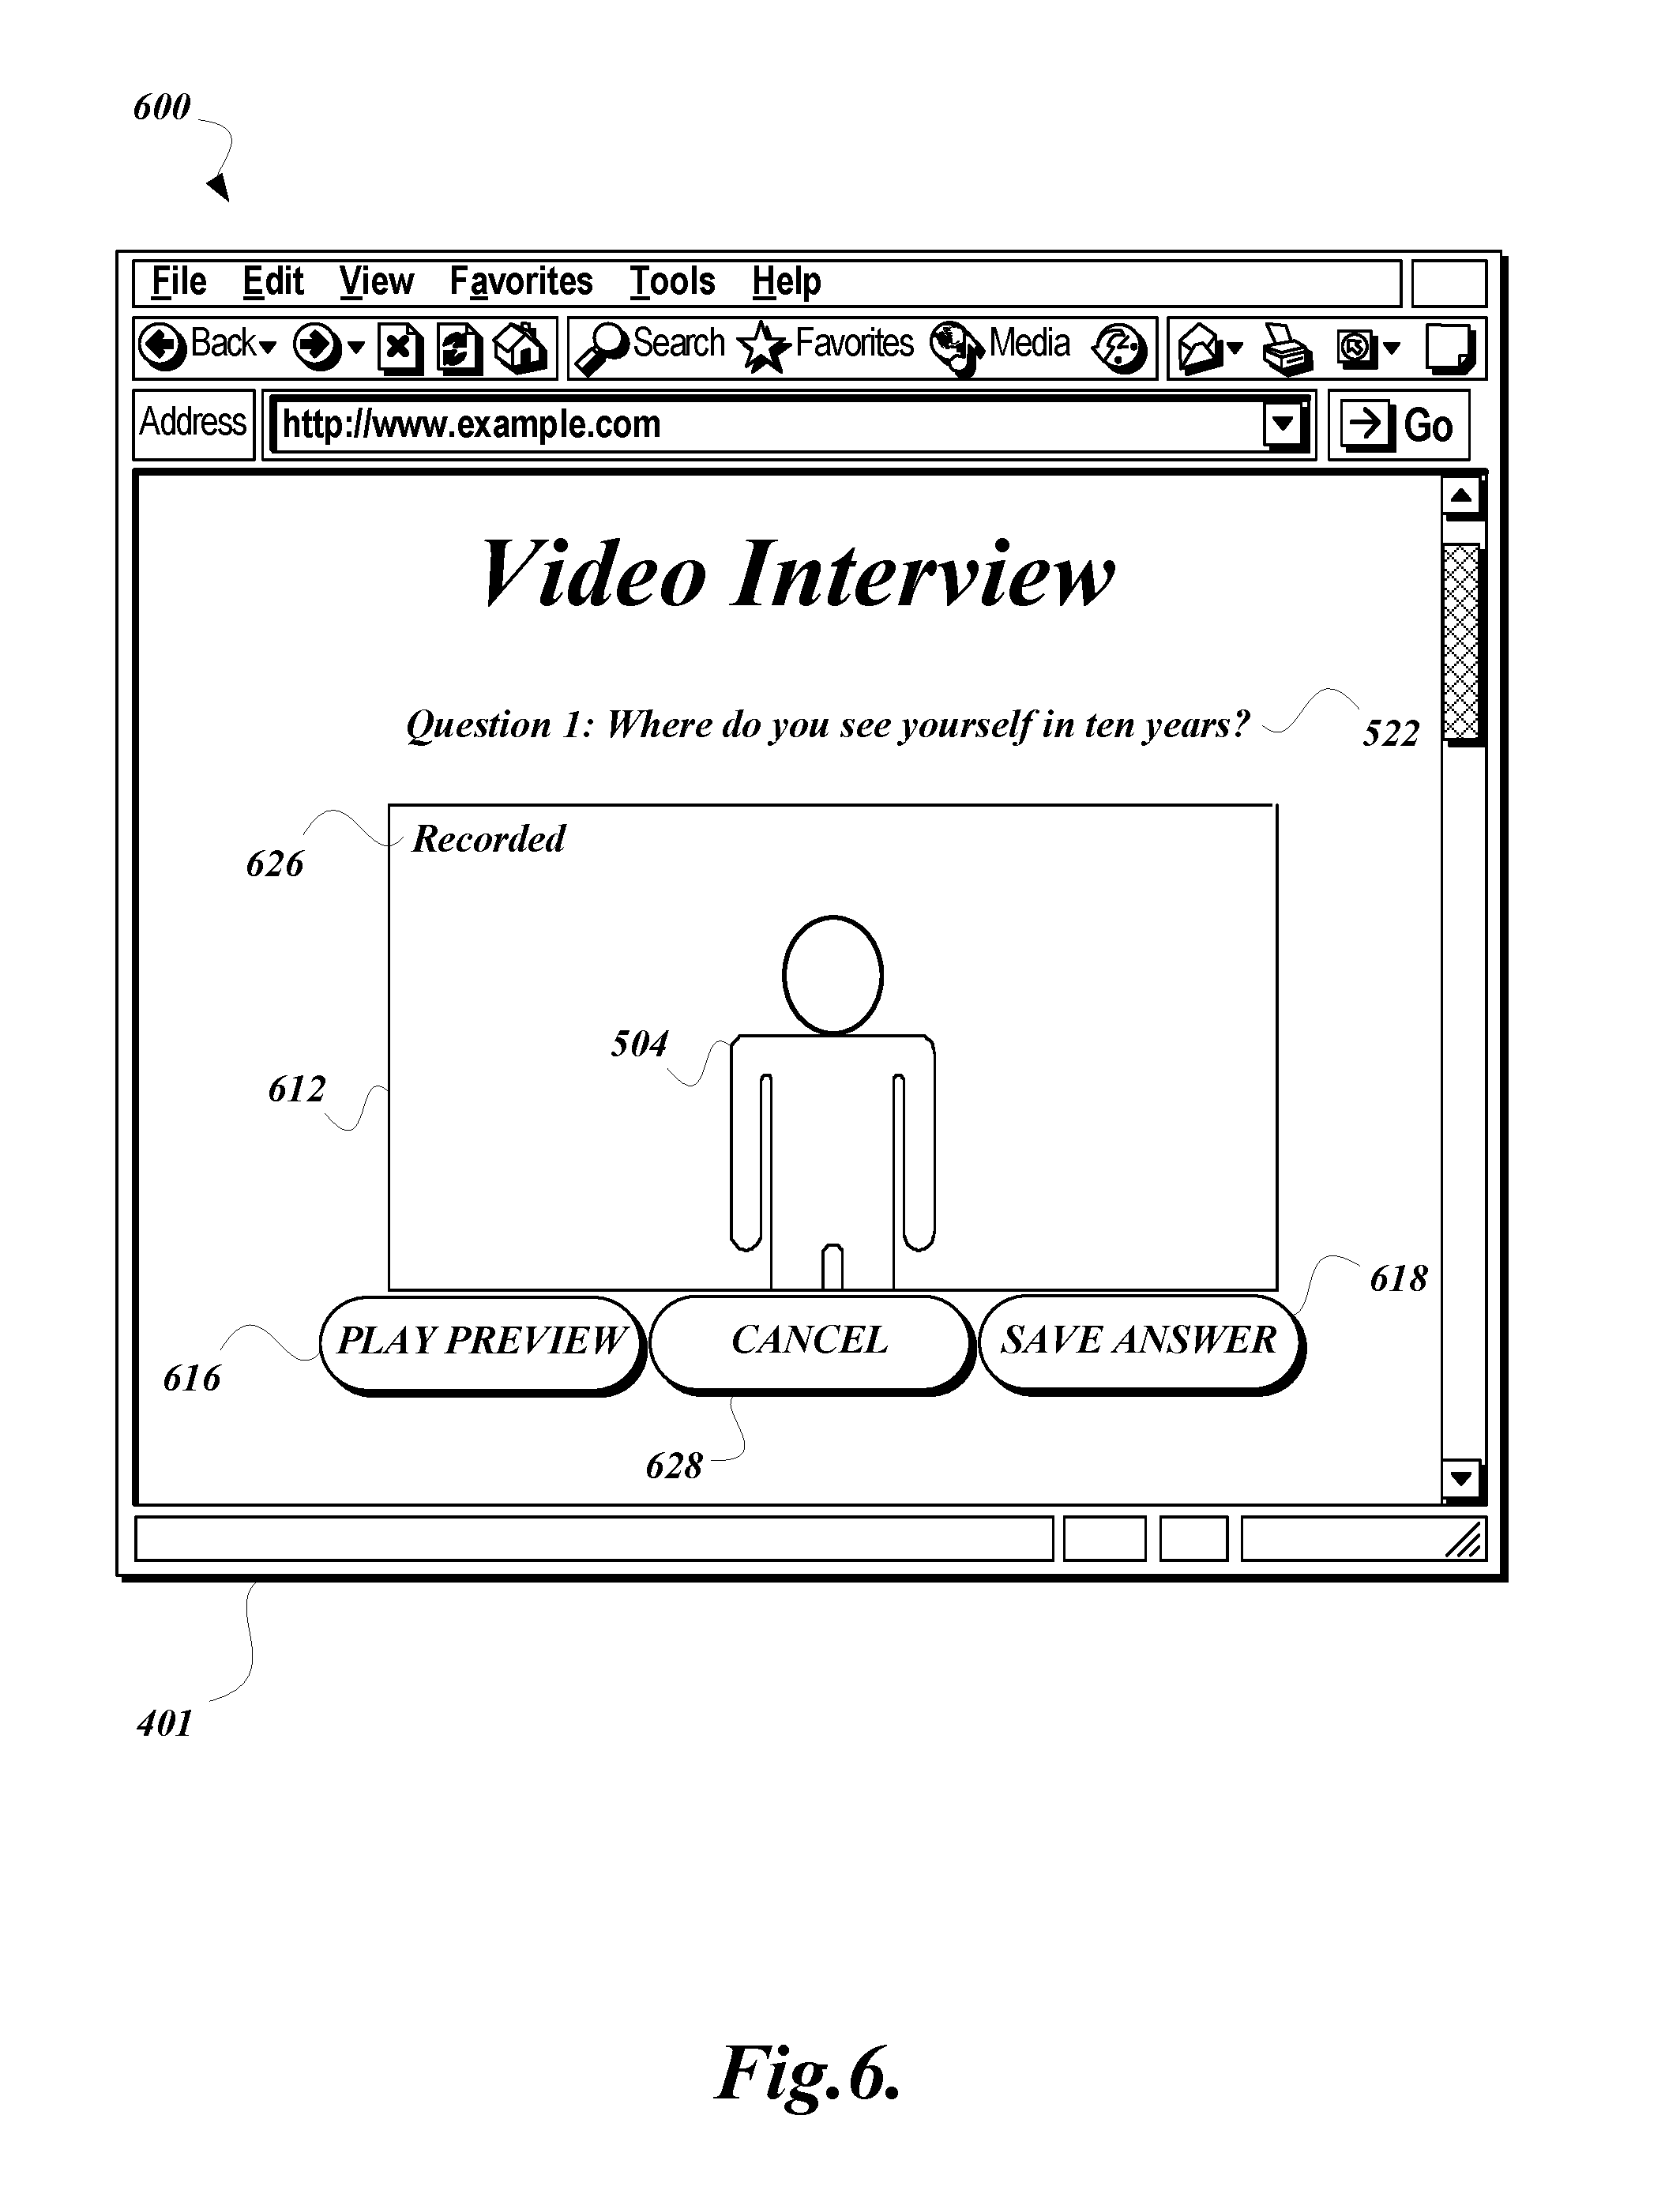 600
File Edit View Favorites Tools Help
Back Search Favorites Media
Address http://www.example.com Go
Video Interview
Question 1: Where do you see yourself in ten years?
522
Recorded
626
504
612
618
PLAY PREVIEW CANCEL SAVE ANSWER
616
628
401
Fig.6.